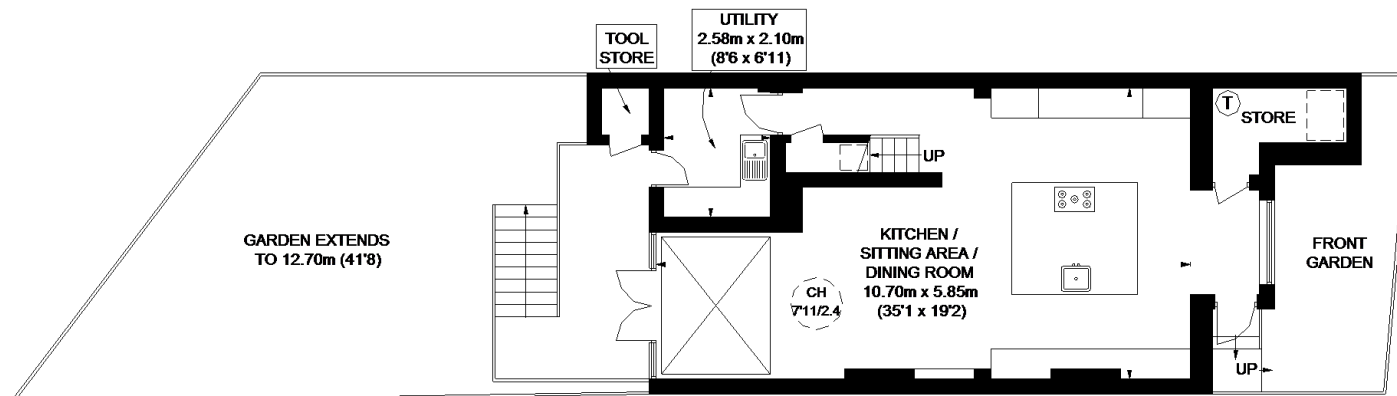 UTILITY
2.58m x 2.10m
(8'6 x 6'11)
TOOL
STORE
T
STORE
UP
GARDEN EXTENDS
TO 12.70m (41'8)
KITCHEN /
SITTING AREA /
DINING ROOM
10.70m x 5.85m
(35'1 x 19'2)
CH
7'11/2.4
FRONT
GARDEN
UP